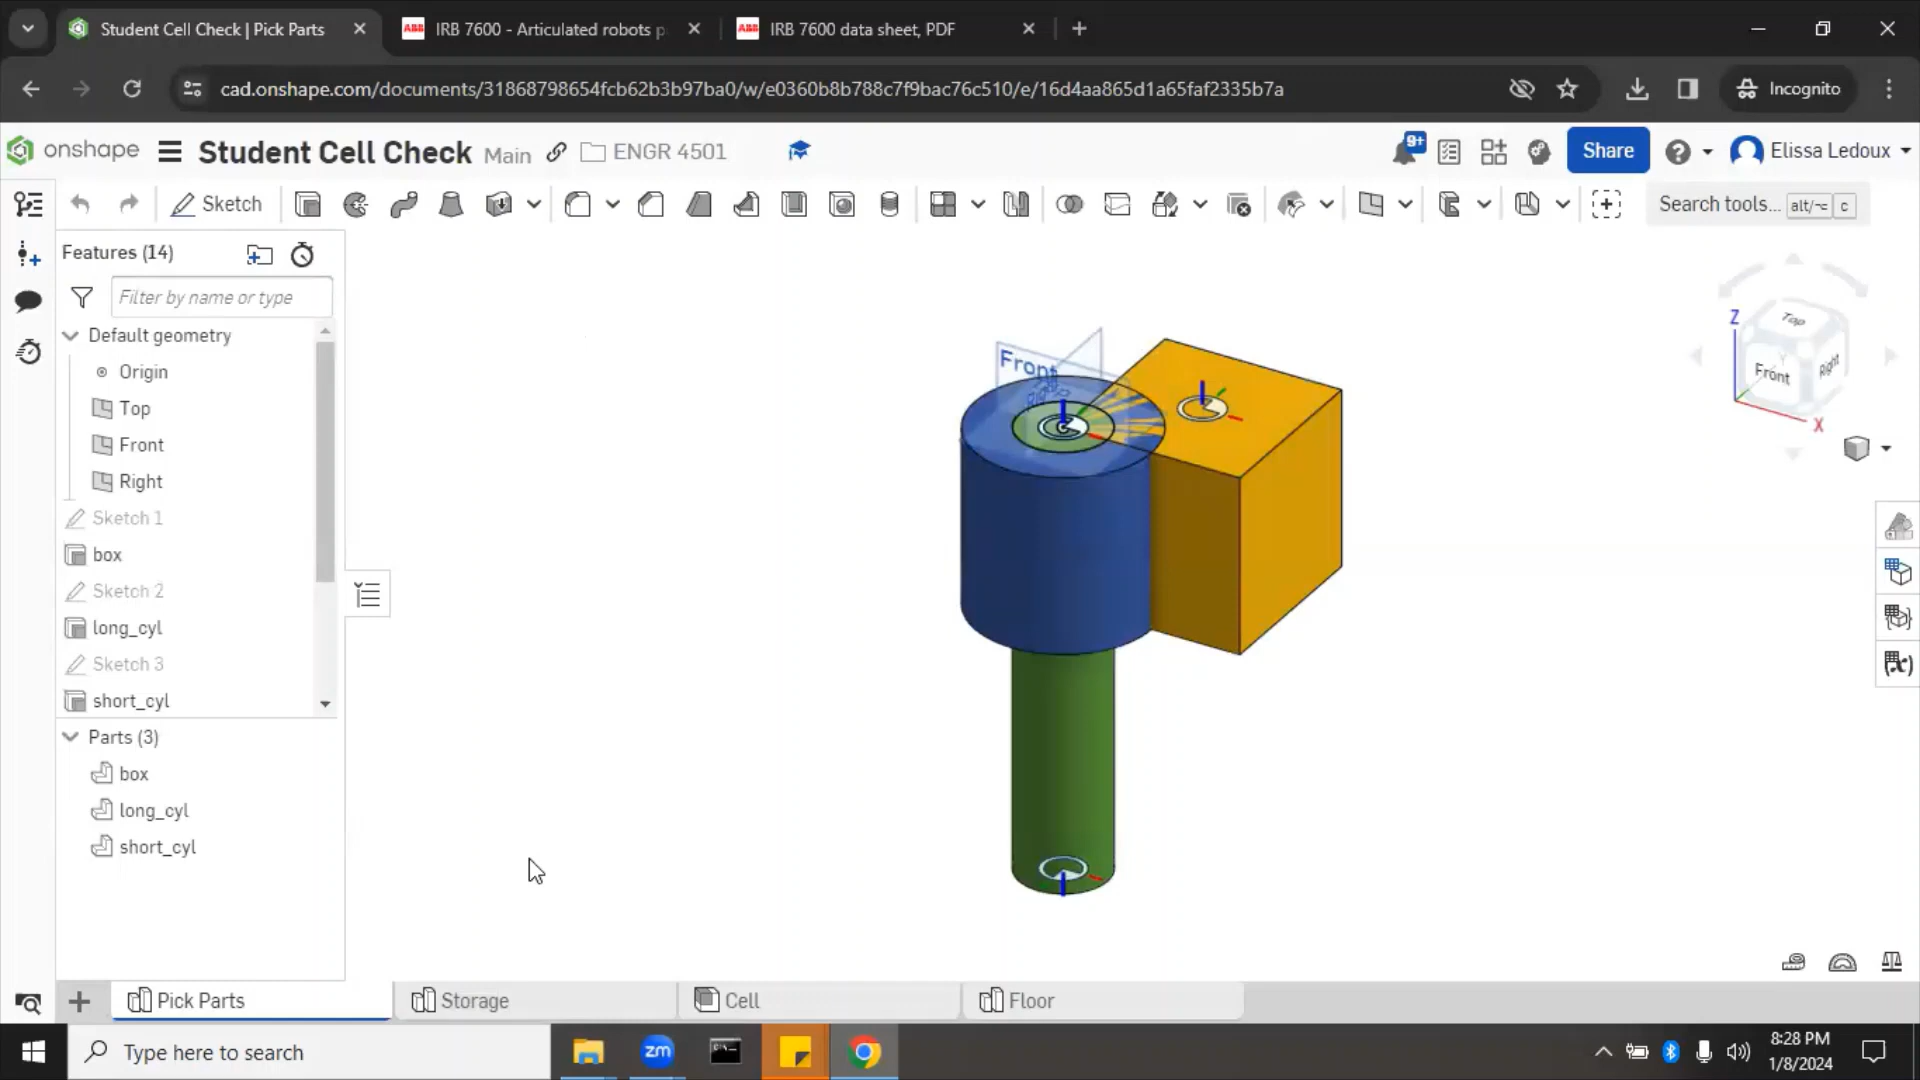 Student Cell Check | Pick Parts
IRB 7600 - Articulated robots p
IRB 7600 data sheet, PDF
cad.onshape.com/documents/31868798654fcb62b3b97ba0/w/e0360b8b788c7f9bac76c510/e/16d4aa865d1a65faf2335b7a
Incognito
onshape
Student Cell Check
Main
ENGR 4501
9+
Share
Elissa Ledoux
Sketch
Search tools...
alt/⌥
c
Features (14)
Filter by name or type
Default geometry
Origin
Top
Front
Right
Sketch 1
box
Sketch 2
long_cyl
Sketch 3
short_cyl
Parts (3)
box
long_cyl
short_cyl
Front
Z
Top
Front
Right
X
Pick Parts
Storage
Cell
Floor
Type here to search
zm
8:28 PM
1/8/2024